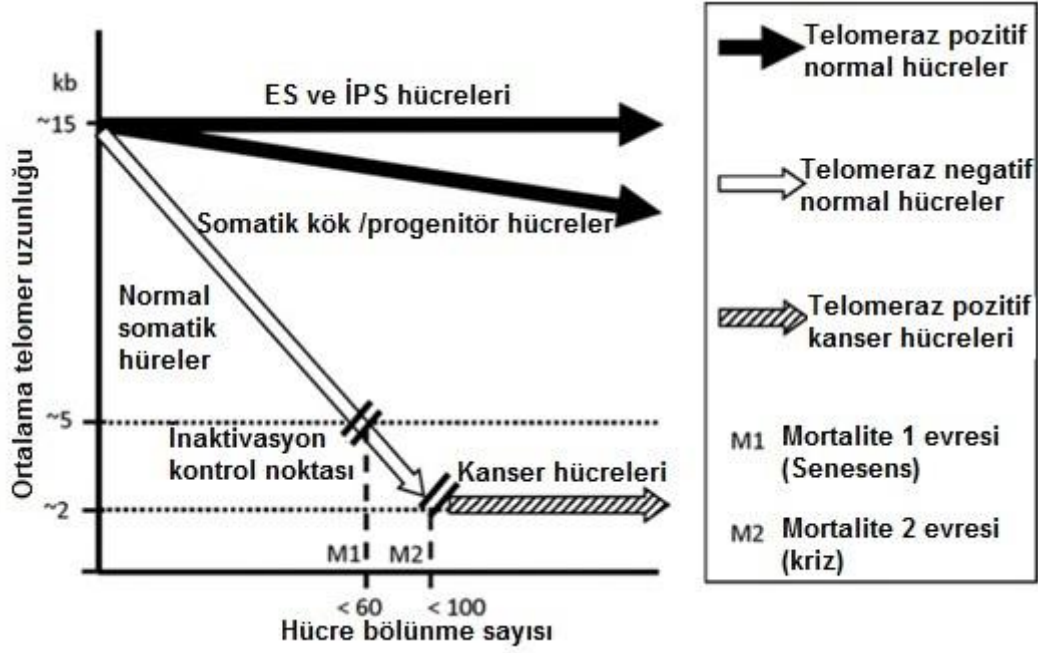 kb
~15
~5
~2
Ortalama telomer uzunluğu
ES ve İPS hücreleri
Somatik kök /progenitör hücreler
Normal
somatik
hüreler
İnaktivasyon
kontrol noktası
Kanser hücreleri
M1
M2
< 60
< 100
Hücre bölünme sayısı
Telomeraz pozitif
normal hücreler
Telomeraz negatif
normal hücreler
Telomeraz pozitif
kanser hücreleri
M1 Mortalite 1 evresi
(Senesens)
M2 Mortalite 2 evresi
(kriz)